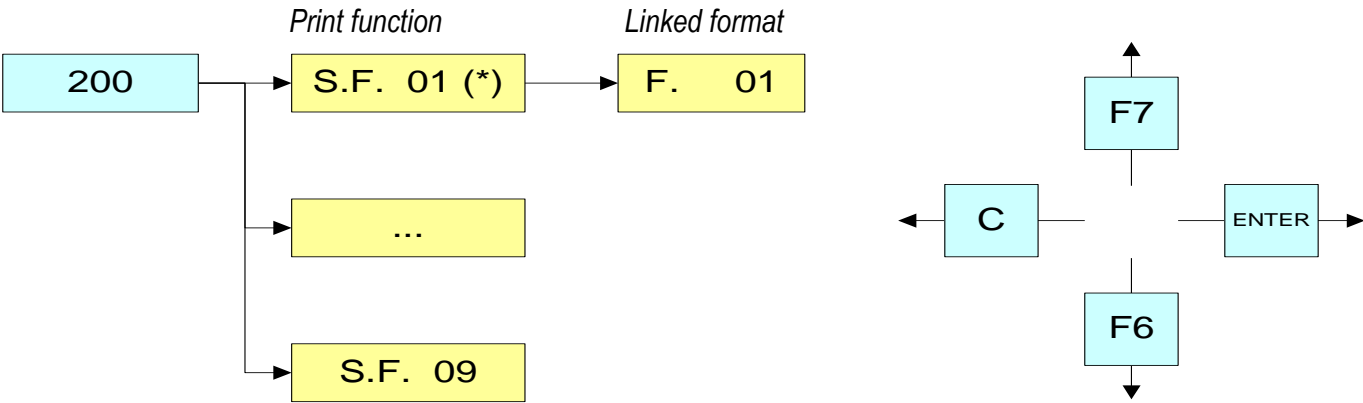 Print function
Linked format
200
S.F. 01 (*)
F. 01
...
S.F. 09
F7
C
ENTER
F6